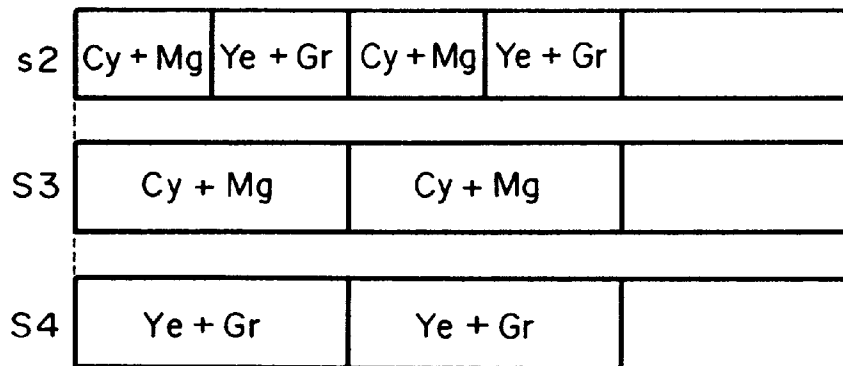 s2 Cy + Mg Ye + Gr Cy + Mg Ye + Gr
S3 Cy + Mg Cy + Mg
S4 Ye + Gr Ye + Gr